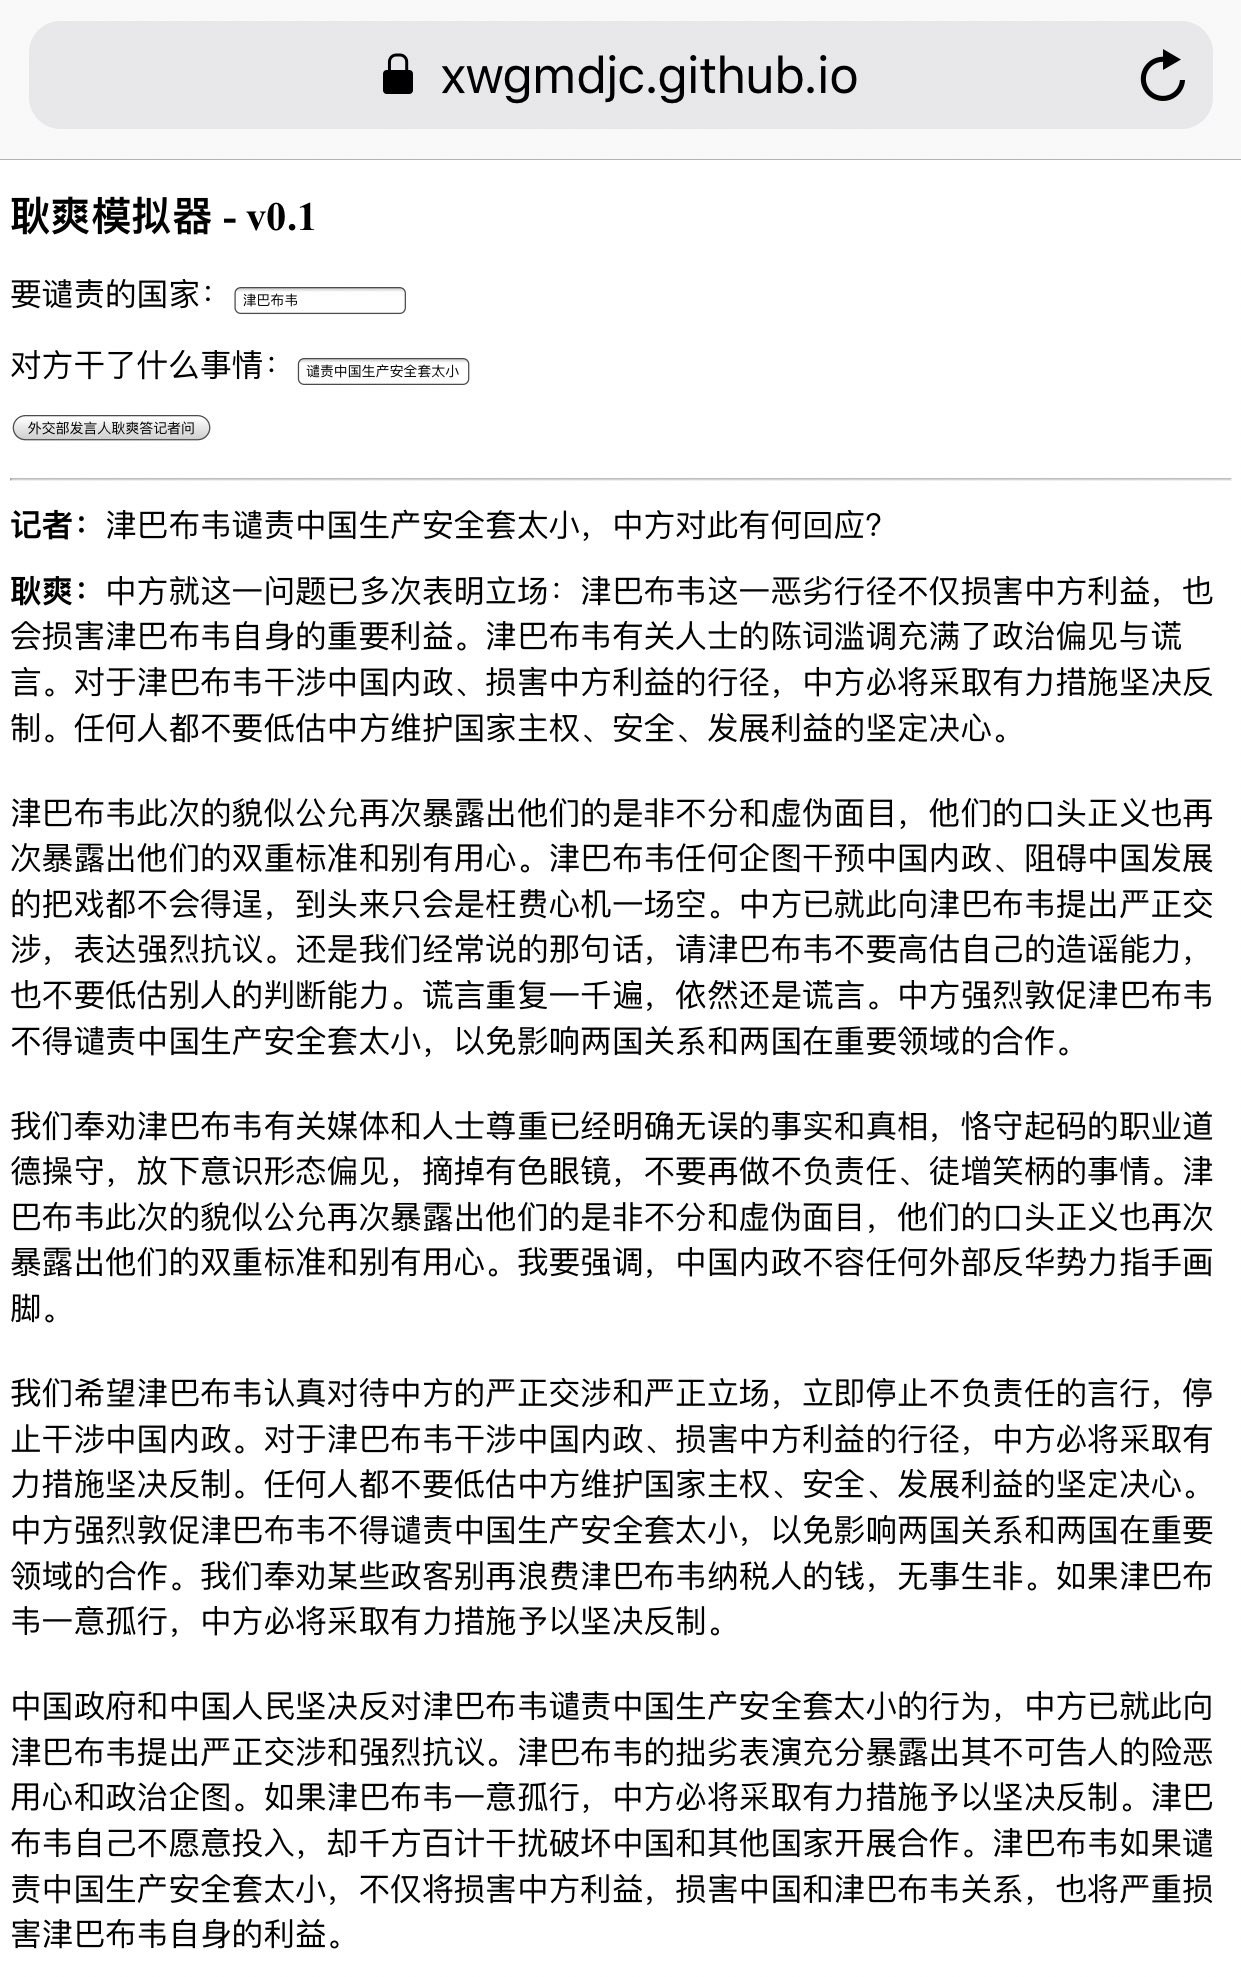 xwgmdjc.github.io
耿爽模拟器 - v0.1
要谴责的国家： 津巴布韦
对方干了什么事情： 谴责中国生产安全套太小
外交部发言人耿爽答记者问
记者：津巴布韦谴责中国生产安全套太小，中方对此有何回应？
耿爽：中方就这一问题已多次表明立场：津巴布韦这一恶劣行径不仅损害中方利益，也
会损害津巴布韦自身的重要利益。津巴布韦有关人士的陈词滥调充满了政治偏见与谎
言。对于津巴布韦干涉中国内政、损害中方利益的行径，中方必将采取有力措施坚决反
制。任何人都不要低估中方维护国家主权、安全、发展利益的坚定决心。
津巴布韦此次的貌似公允再次暴露出他们的是非不分和虚伪面目，他们的口头正义也再
次暴露出他们的双重标准和别有用心。津巴布韦任何企图干预中国内政、阻碍中国发展
的把戏都不会得逞，到头来只会是枉费心机一场空。中方已就此向津巴布韦提出严正交
涉，表达强烈抗议。还是我们经常说的那句话，请津巴布韦不要高估自己的造谣能力，
也不要低估别人的判断能力。谎言重复一千遍，依然还是谎言。中方强烈敦促津巴布韦
不得谴责中国生产安全套太小，以免影响两国关系和两国在重要领域的合作。
我们奉劝津巴布韦有关媒体和人士尊重已经明确无误的事实和真相，恪守起码的职业道
德操守，放下意识形态偏见，摘掉有色眼镜，不要再做不负责任、徒增笑柄的事情。津
巴布韦此次的貌似公允再次暴露出他们的是非不分和虚伪面目，他们的口头正义也再次
暴露出他们的双重标准和别有用心。我要强调，中国内政不容任何外部反华势力指手画
脚。
我们希望津巴布韦认真对待中方的严正交涉和严正立场，立即停止不负责任的言行，停
止干涉中国内政。对于津巴布韦干涉中国内政、损害中方利益的行径，中方必将采取有
力措施坚决反制。任何人都不要低估中方维护国家主权、安全、发展利益的坚定决心。
中方强烈敦促津巴布韦不得谴责中国生产安全套太小，以免影响两国关系和两国在重要
领域的合作。我们奉劝某些政客别再浪费津巴布韦纳税人的钱，无事生非。如果津巴布
韦一意孤行，中方必将采取有力措施予以坚决反制。
中国政府和中国人民坚决反对津巴布韦谴责中国生产安全套太小的行为，中方已就此向
津巴布韦提出严正交涉和强烈抗议。津巴布韦的拙劣表演充分暴露出其不可告人的险恶
用心和政治企图。如果津巴布韦一意孤行，中方必将采取有力措施予以坚决反制。津巴
布韦自己不愿意投入，却千方百计干扰破坏中国和其他国家开展合作。津巴布韦如果谴
责中国生产安全套太小，不仅将损害中方利益，损害中国和津巴布韦关系，也将严重损
害津巴布韦自身的利益。